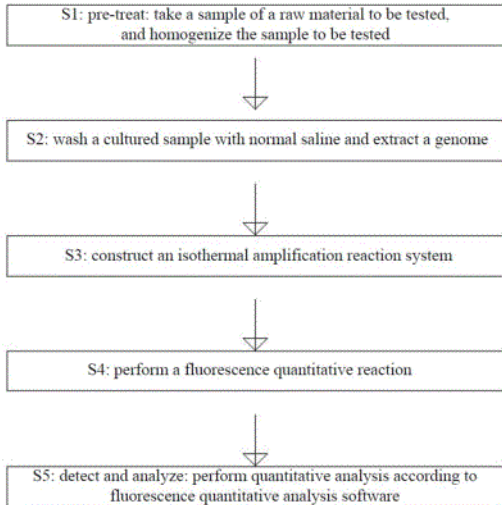 S1: pre-treat: take a sample of a raw material to be tested,
and homogenize the sample to be tested
S2: wash a cultured sample with normal saline and extract a genome
S3: construct an isothermal amplification reaction system
S4: perform a fluorescence quantitative reaction
S5: detect and analyze: perform quantitative analysis according to
fluorescence quantitative analysis software